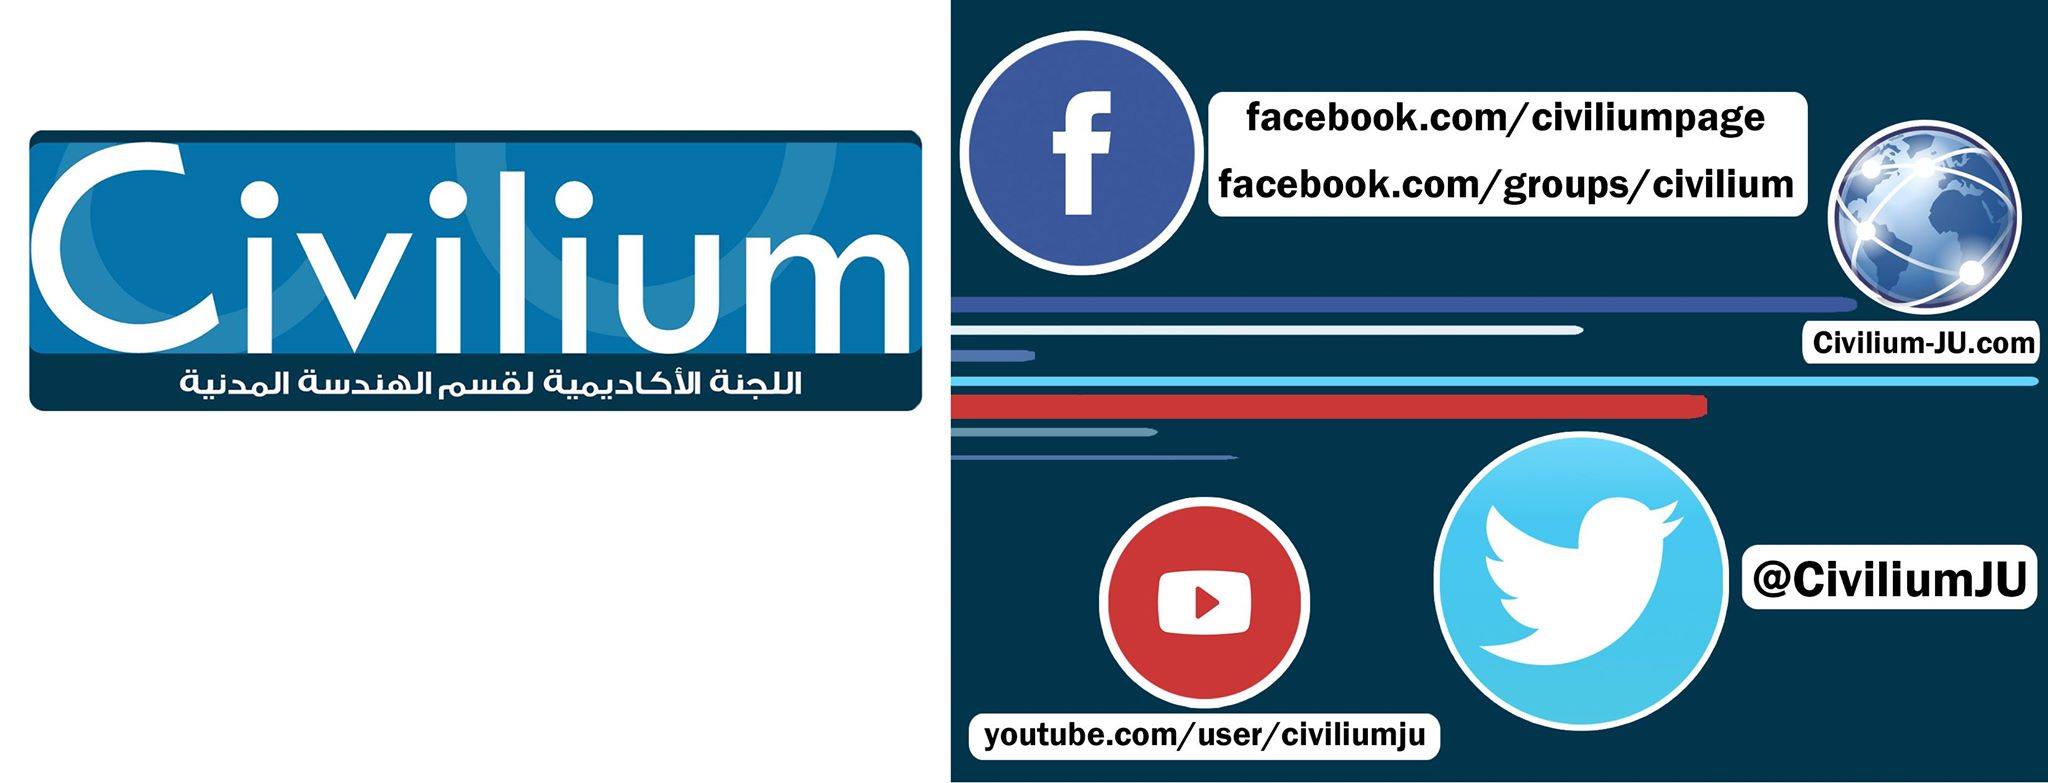 Civilium
اللجنة الأكاديمية لقسم الهندسة المدنية
facebook.com/civiliumpage
facebook.com/groups/civilium
Civilium-JU.com
@CiviliumJU
youtube.com/user/civiliumju